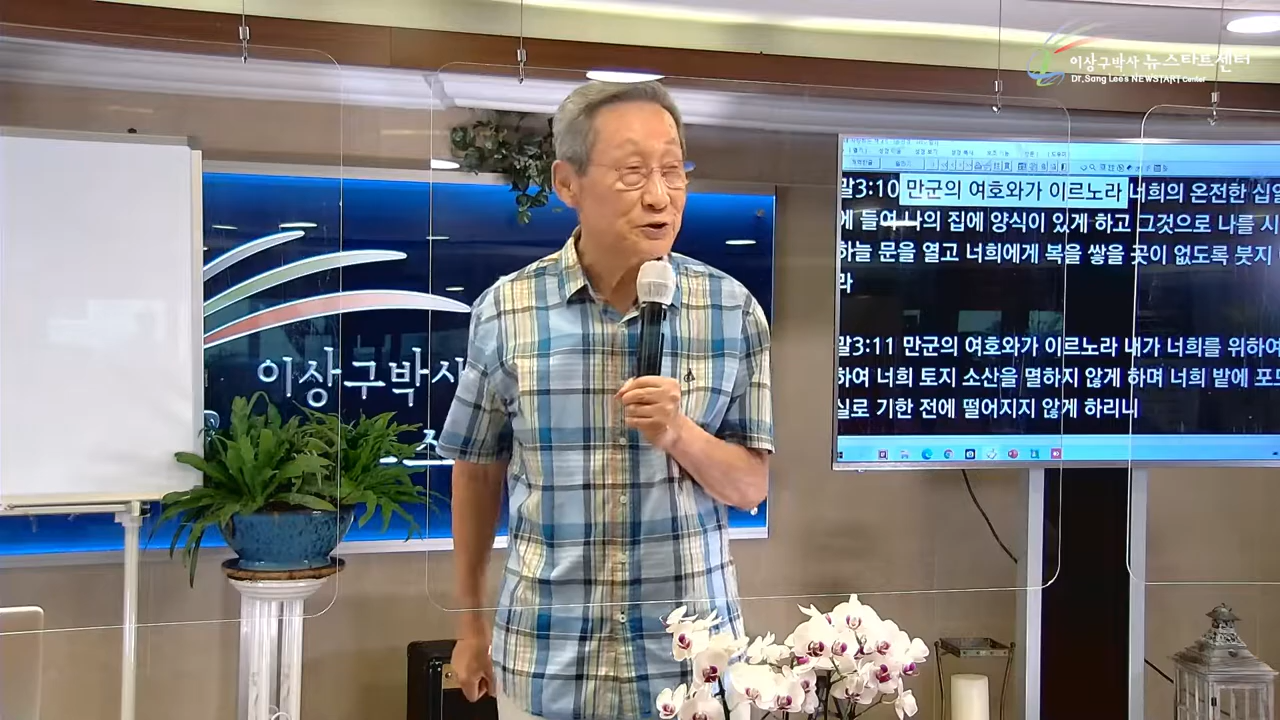 이상구박사 뉴스타트센터
Dr.Sang Lee's NEWSTART Center
이상구박사
말3:10 만군의 여호와가 이르노라 너희의 온전한 십일
에 들여 나의 집에 양식이 있게 하고 그것으로 나를 시
하늘 문을 열고 너희에게 복을 쌓을 곳이 없도록 붓지
라
말3:11 만군의 여호와가 이르노라 내가 너희를 위하여
하여 너희 토지 소산을 멸하지 않게 하며 너희 밭에 포도
실로 기한 전에 떨어지지 않게 하리니